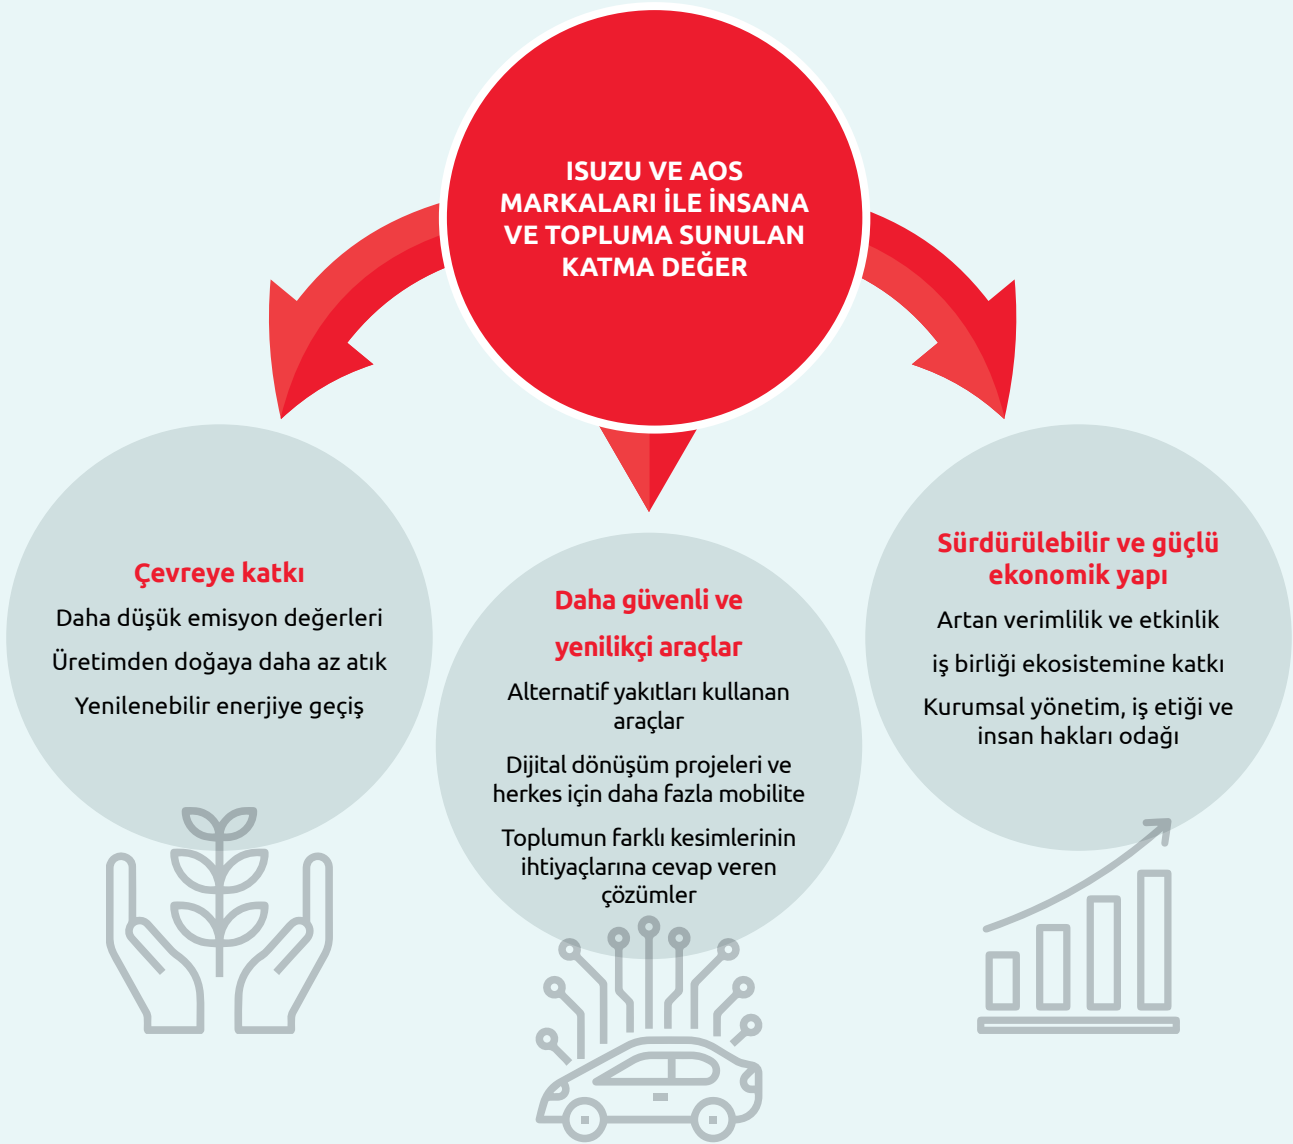 ISUZU VE AOS
MARKALARI İLE İNSANA
VE TOPLUMA SUNULAN
KATMA DEĞER
Çevreye katkı
Daha düşük emisyon değerleri
Üretimden doğaya daha az atık
Yenilenebilir enerjiye geçiş
Daha güvenli ve
yenilikçi araçlar
Alternatif yakıtları kullanan
araçlar
Dijital dönüşüm projeleri ve
herkes için daha fazla mobilite
Toplumun farklı kesimlerinin
ihtiyaçlarına cevap veren
çözümler
Sürdürülebilir ve güçlü
ekonomik yapı
Artan verimlilik ve etkinlik
iş birliği ekosistemine katkı
Kurumsal yönetim, iş etiği ve
insan hakları odağı